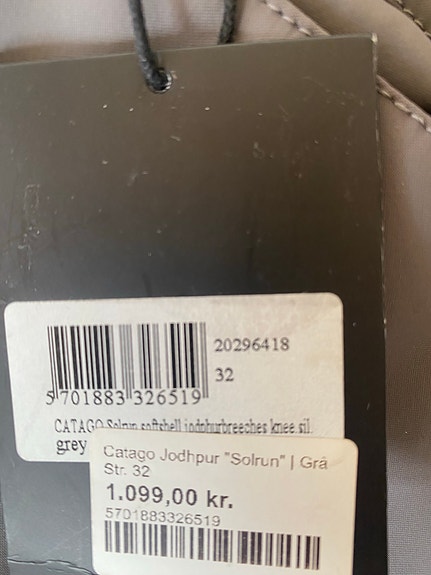 20296418
32
5 701883 326519
CATAGO Solrun softshell jodphurbreeches knee sil.
grey
Catago Jodhpur "Solrun" | Grå
Str. 32
1.099,00 kr.
5701883326519